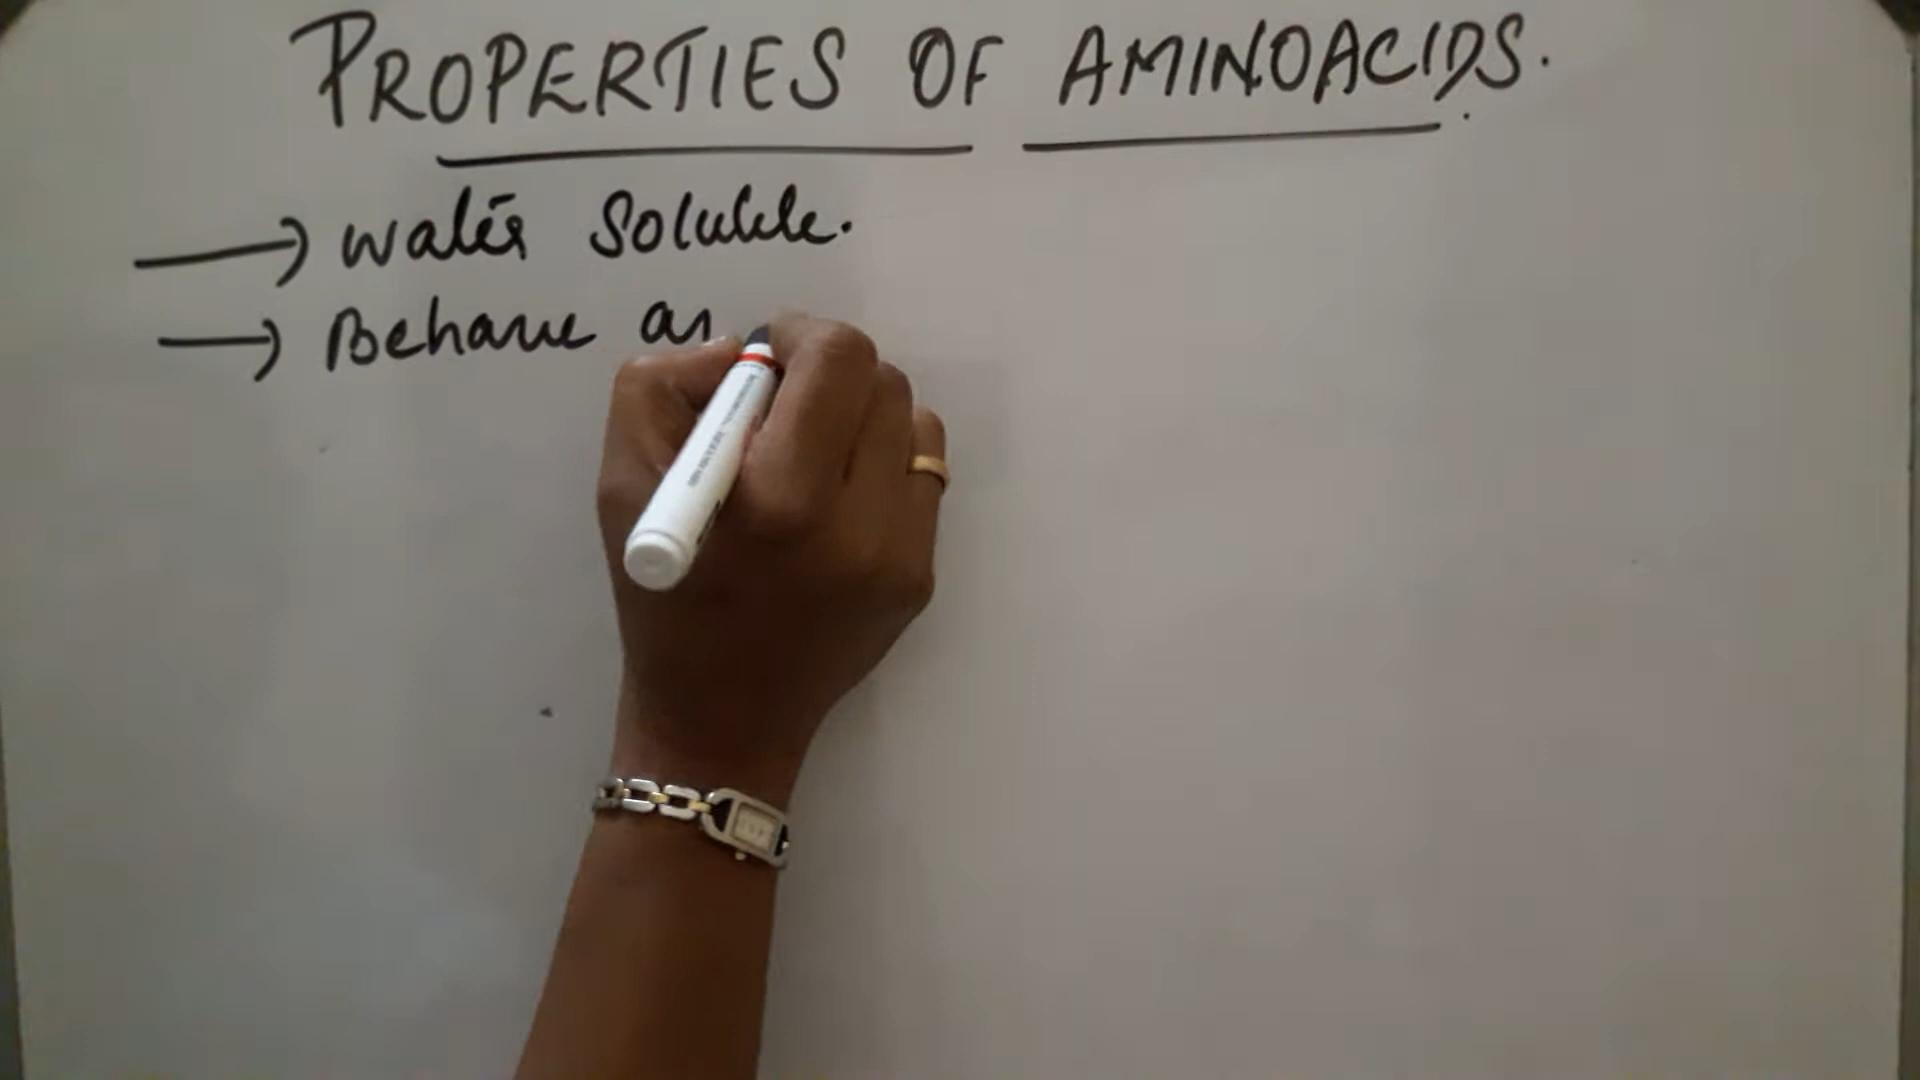 PROPERTIES OF AMINOACIDS.
→ Water Soluble.
→ Behave as